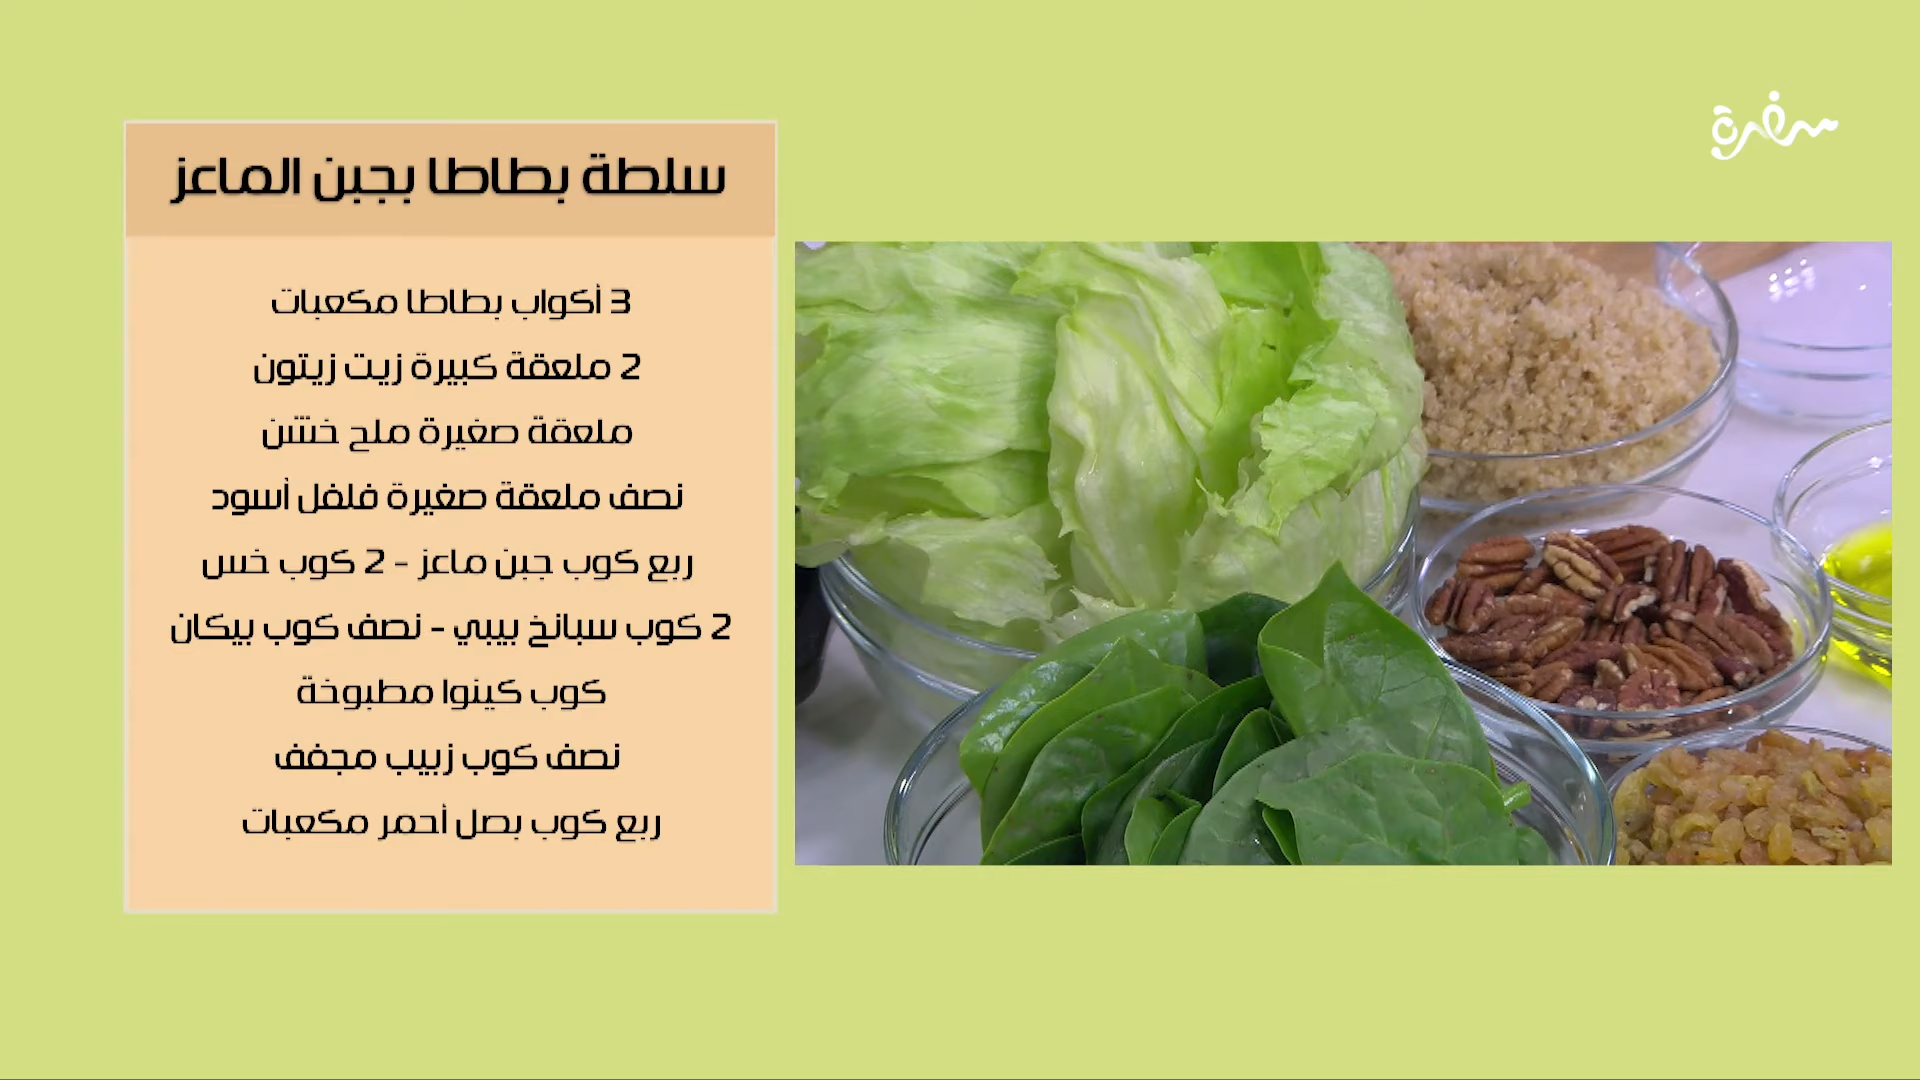 سفرة
سلطة بطاطا بجبن الماعز
3 أكواب بطاطا مكعبات
2 ملعقة كبيرة زيت زيتون
ملعقة صغيرة ملح خشن
نصف ملعقة صغيرة فلفل أسود
ربع كوب جبن ماعز - 2 كوب خس
2 كوب سبانخ بيبي - نصف كوب بيكان
كوب كينوا مطبوخة
نصف كوب زبيب مجفف
ربع كوب بصل أحمر مكعبات